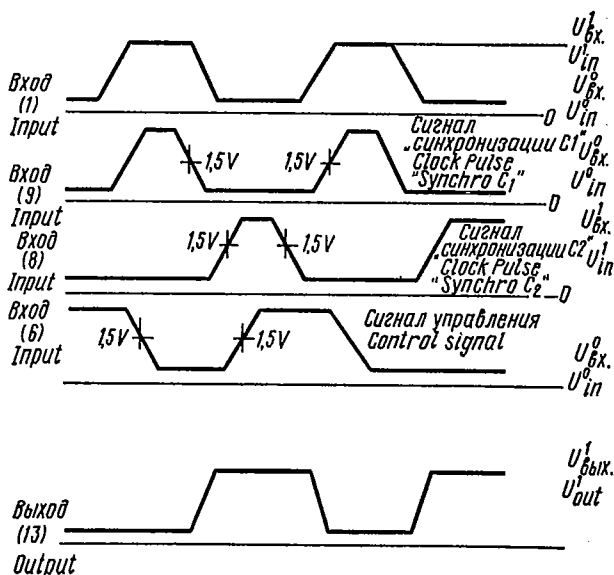 U¹вх.
U¹in
Вход
(1)
Input
U⁰вх.
U⁰in
0
Сигнал
„синхронизации C1"
Clock Pulse
"Synchro C₁"
1,5V
1,5V
U⁰вх.
U⁰in
Вход
(9)
Input
0
U¹вх.
U¹in
Вход
(8)
Input
1,5V
1,5V
Сигнал
„синхронизации C2"
Clock Pulse
"Synchro C₂"
0
Вход
(6)
Input
1,5V
1,5V
Сигнал управления
Control signal
U⁰вх.
U⁰in
U¹вых.
U¹out
Выход
(13)
Output